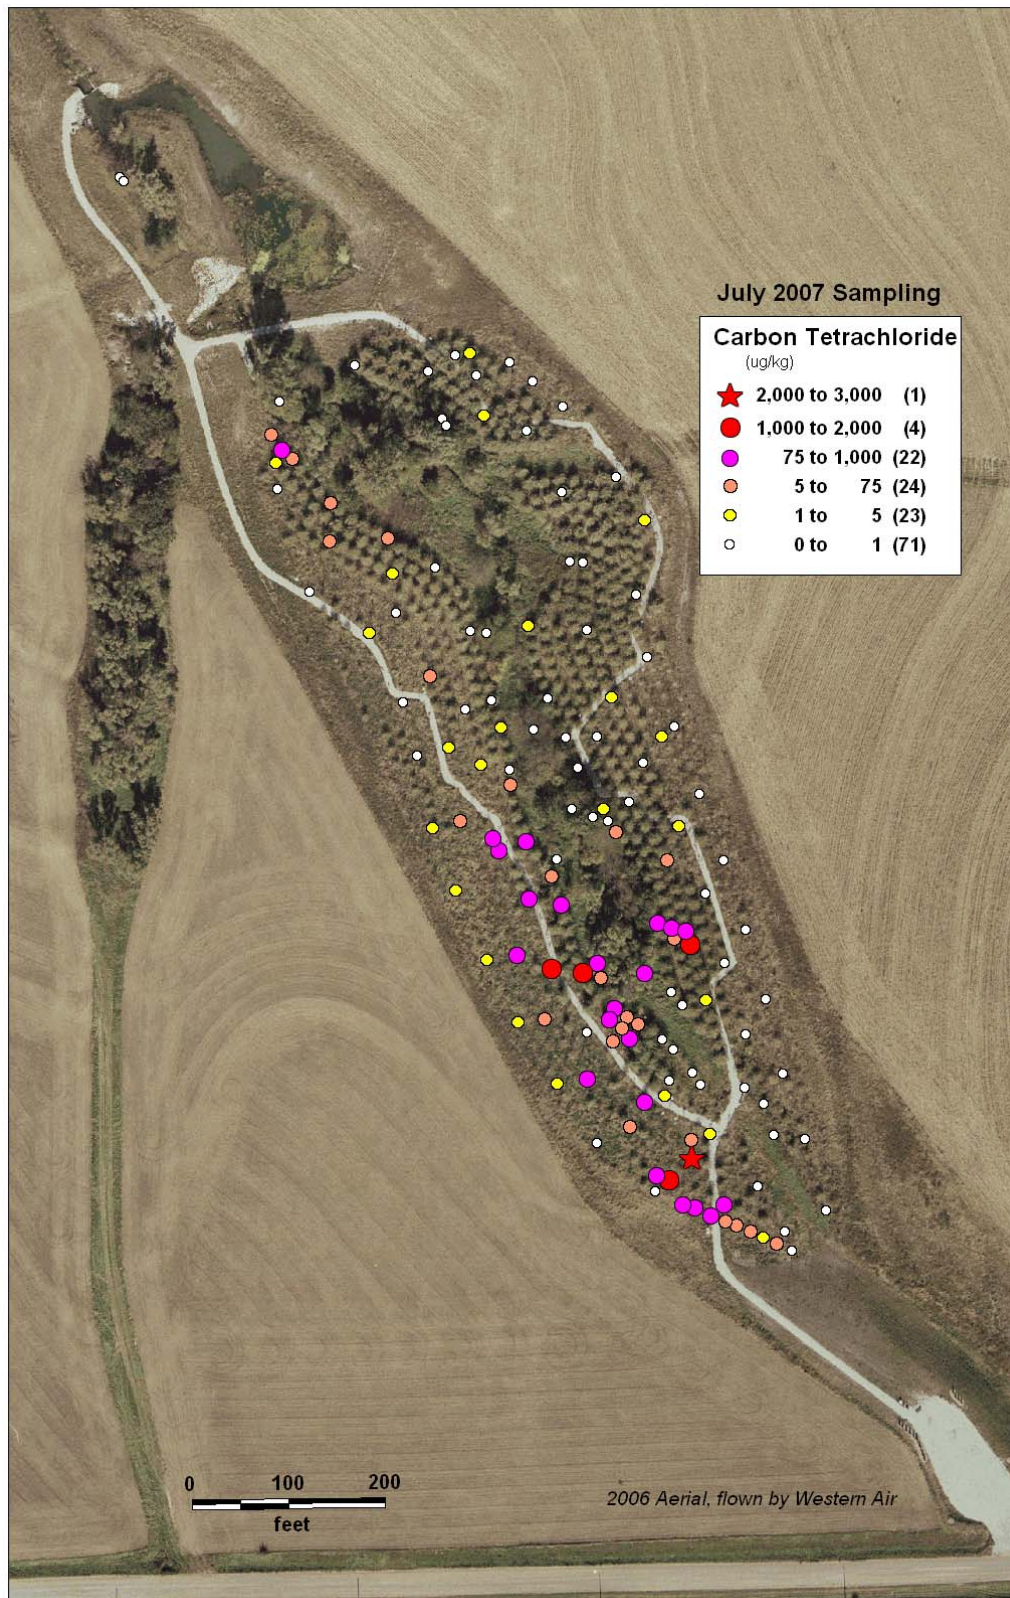 July 2007 Sampling
Carbon Tetrachloride
(ug/kg)
2,000 to 3,000 (1)
1,000 to 2,000 (4)
75 to 1,000 (22)
5 to 75 (24)
1 to 5 (23)
0 to 1 (71)
0 100 200
feet
2006 Aerial, flown by Western Air